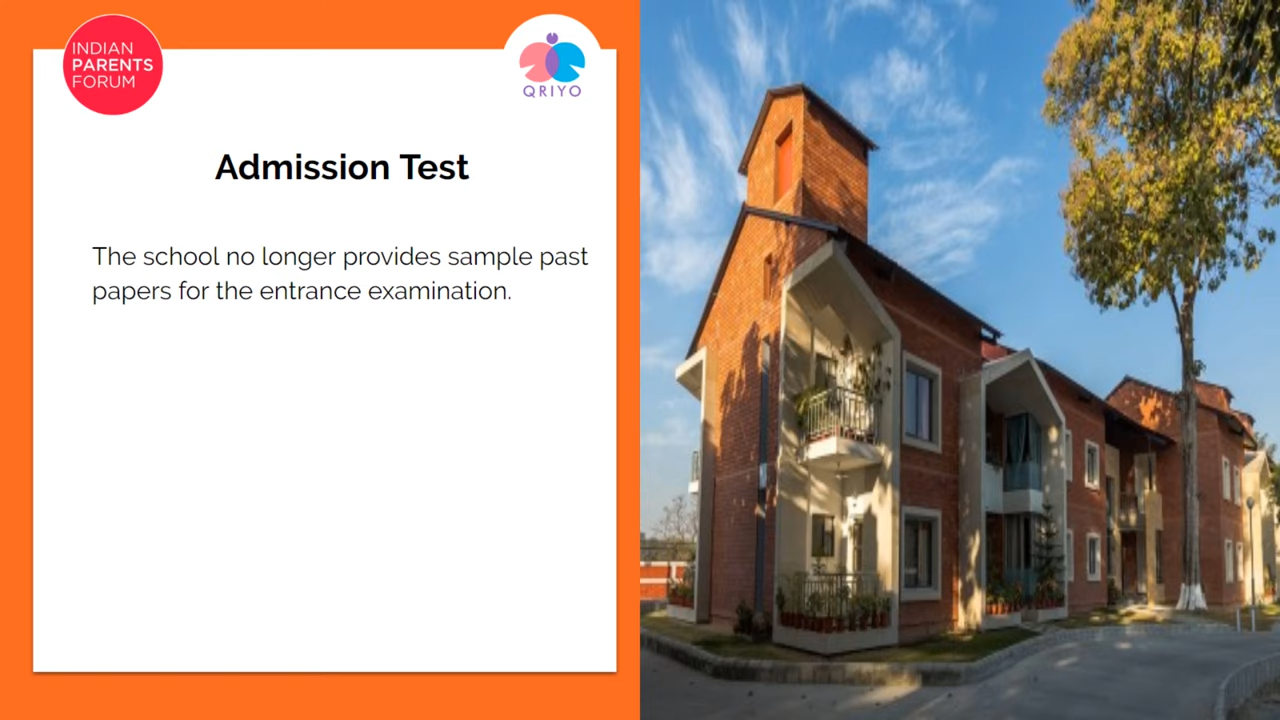 INDIAN
PARENTS
FORUM
QRIYO
Admission Test
The school no longer provides sample past
papers for the entrance examination.